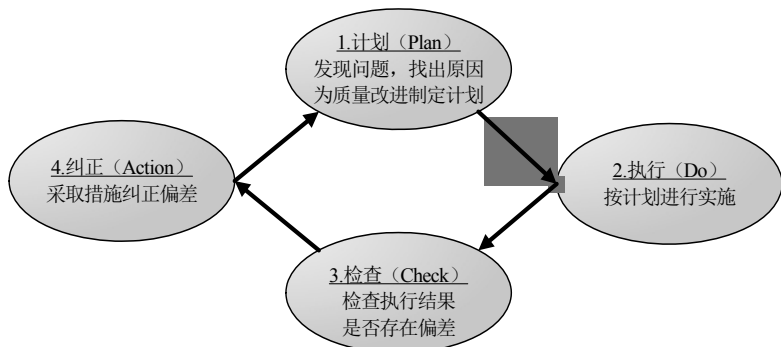 1.计划（Plan）
发现问题，找出原因
为质量改进制定计划
2.执行（Do）
按计划进行实施
3.检查（Check）
检查执行结果
是否存在偏差
4.纠正（Action）
采取措施纠正偏差